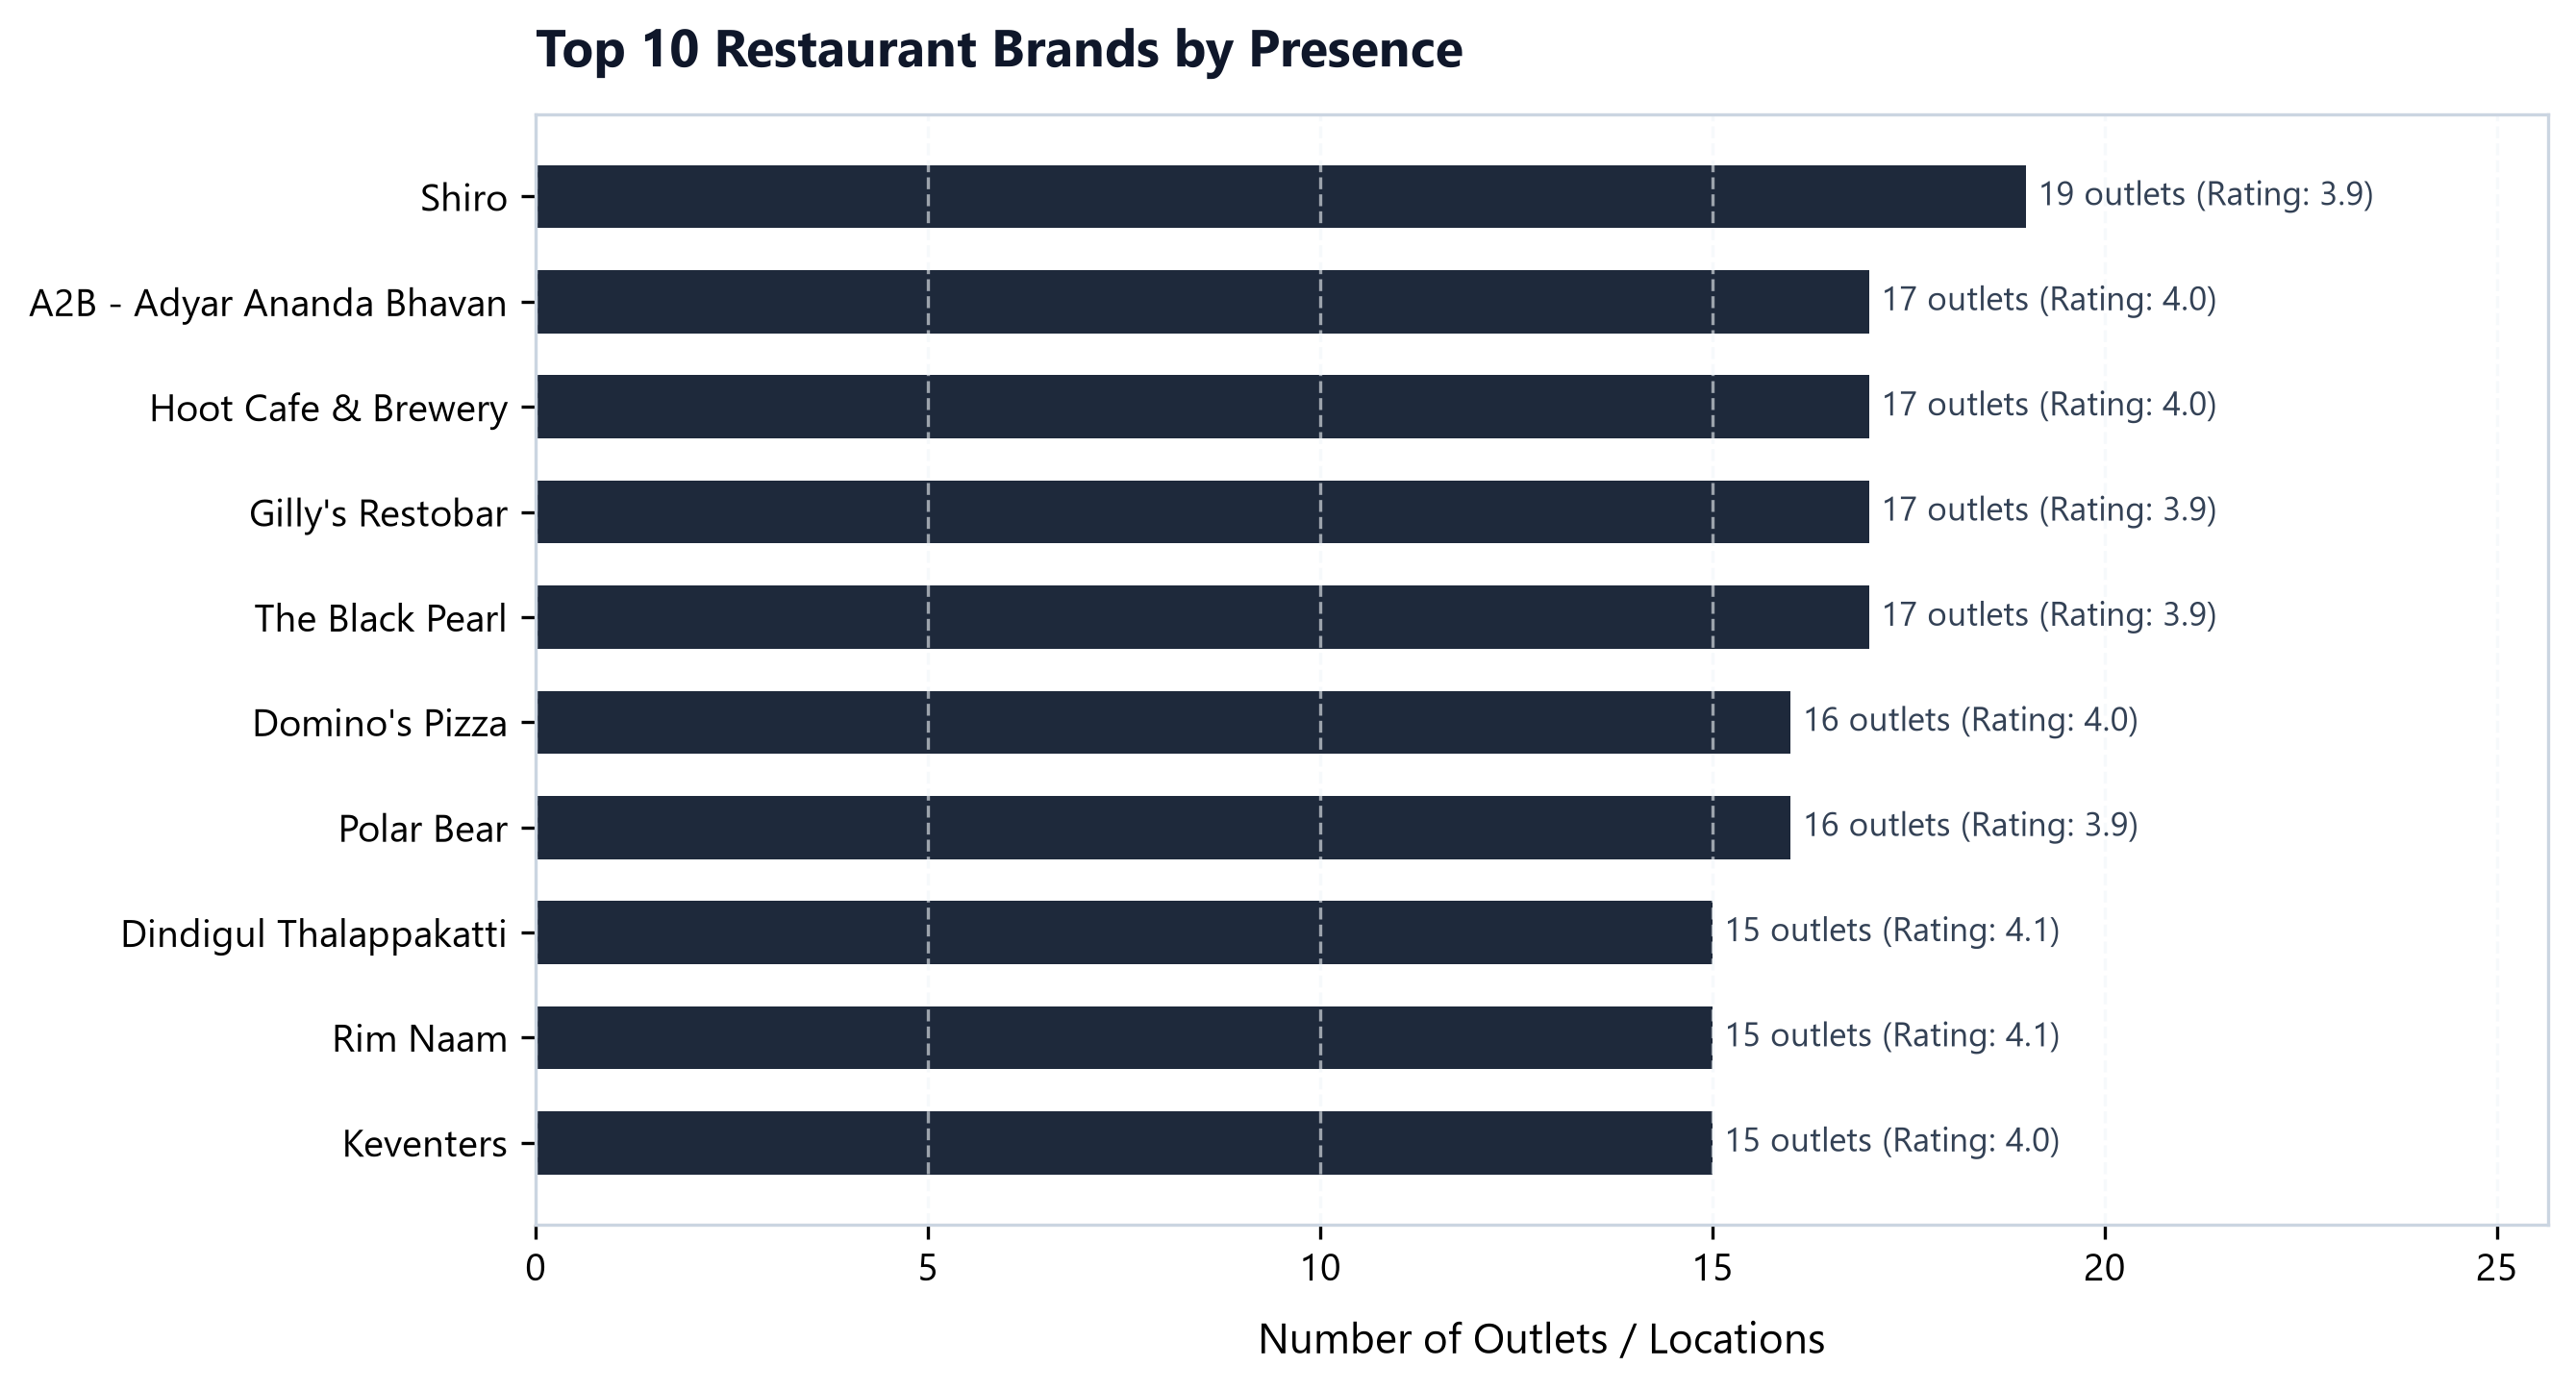 Top 10 Restaurant Brands by Presence
Shiro 19 outlets (Rating: 3.9)
A2B - Adyar Ananda Bhavan 17 outlets (Rating: 4.0)
Hoot Cafe & Brewery 17 outlets (Rating: 4.0)
Gilly's Restobar 17 outlets (Rating: 3.9)
The Black Pearl 17 outlets (Rating: 3.9)
Domino's Pizza 16 outlets (Rating: 4.0)
Polar Bear 16 outlets (Rating: 3.9)
Dindigul Thalappakatti 15 outlets (Rating: 4.1)
Rim Naam 15 outlets (Rating: 4.1)
Keventers 15 outlets (Rating: 4.0)
0 5 10 15 20 25
Number of Outlets / Locations